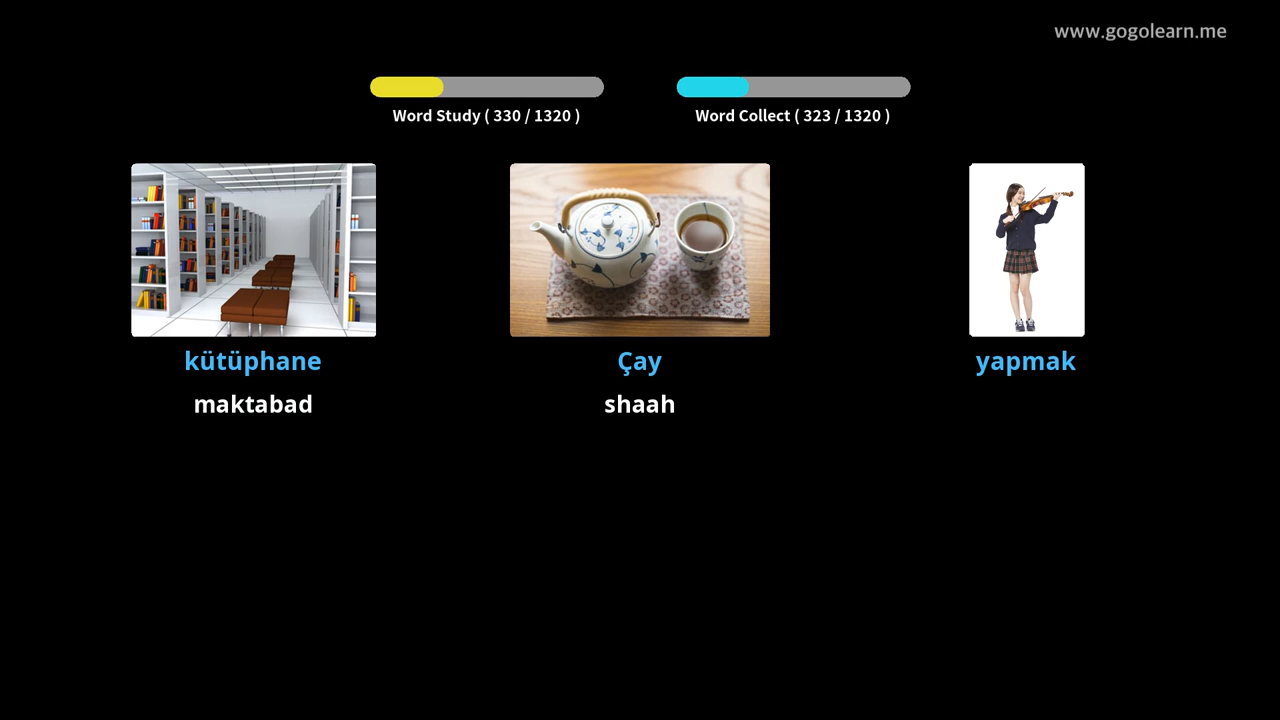 www.gogolearn.me
Word Study ( 330 / 1320 )
Word Collect ( 323 / 1320 )
kütüphane
maktabad
Çay
shaah
yapmak